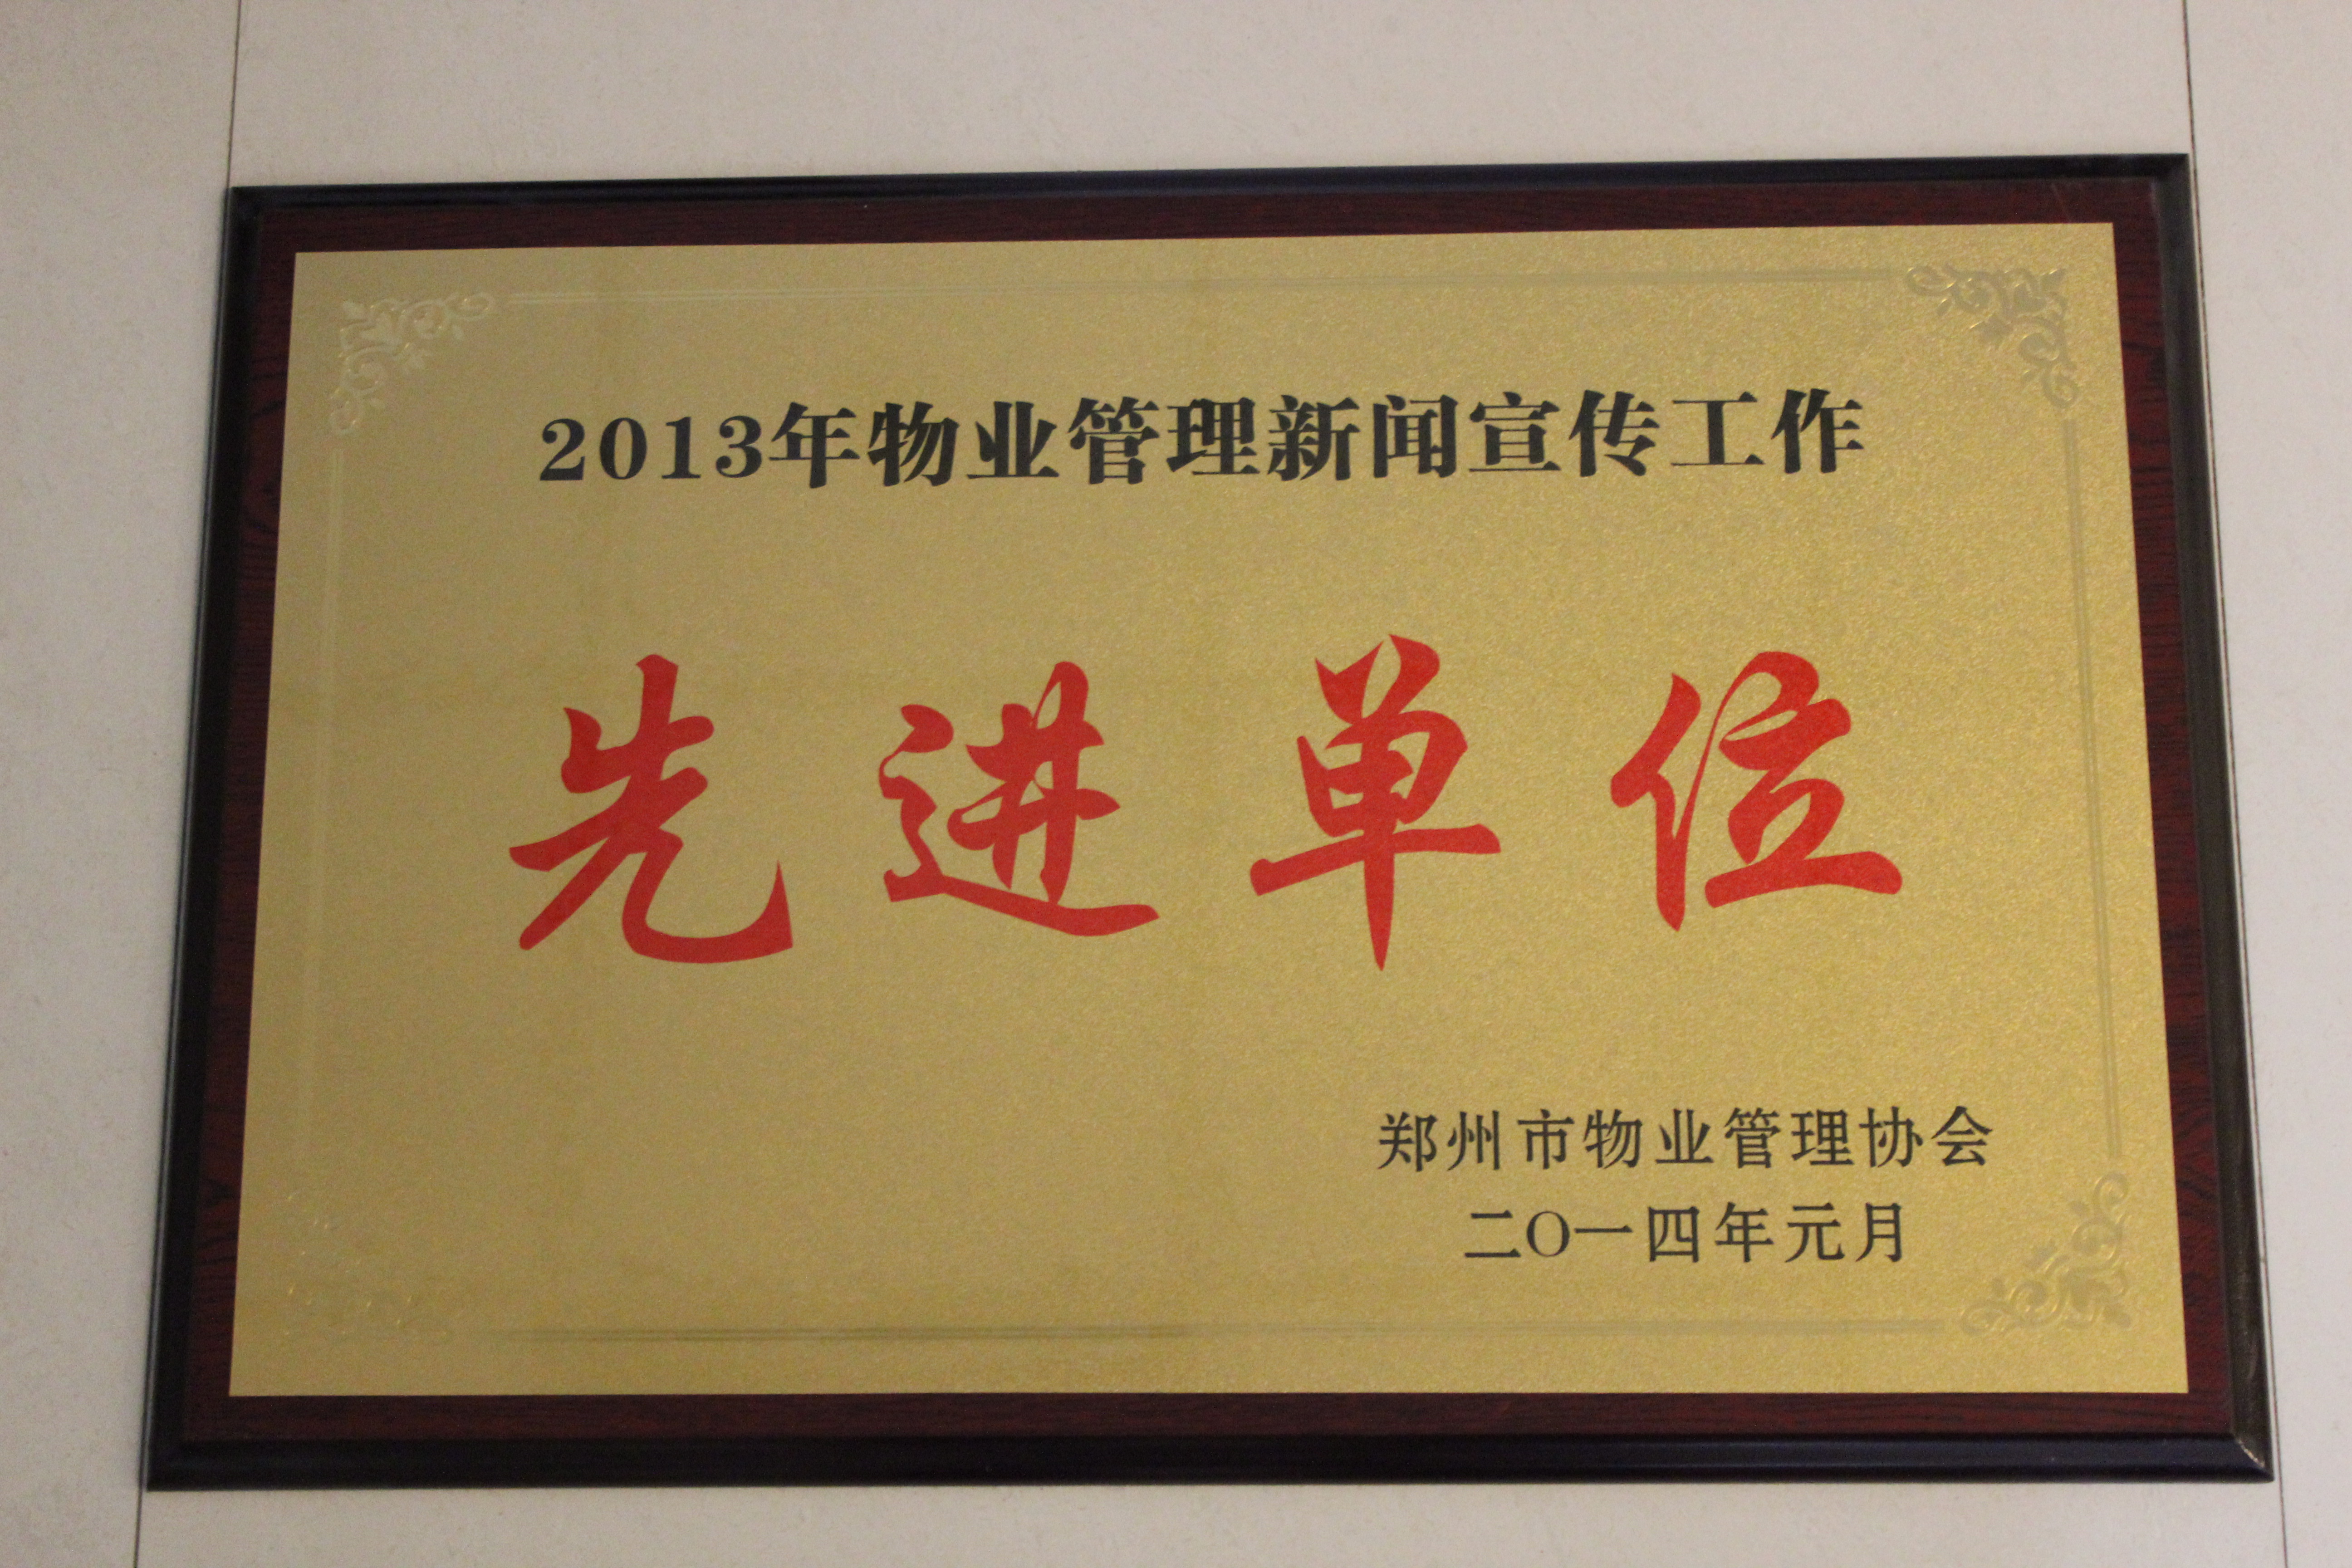 2013年物业管理新闻宣传工作
先进单位
郑州市物业管理协会
二〇一四年元月